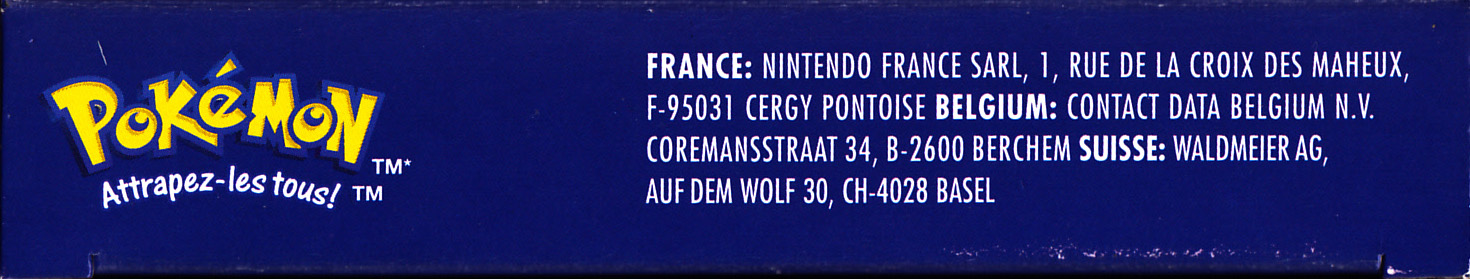 POKéMON
TM*
Attrapez-les tous! TM
FRANCE: NINTENDO FRANCE SARL, 1, RUE DE LA CROIX DES MAHEUX,
F-95031 CERGY PONTOISE BELGIUM: CONTACT DATA BELGIUM N.V.
COREMANSSTRAAT 34, B-2600 BERCHEM SUISSE: WALDMEIER AG,
AUF DEM WOLF 30, CH-4028 BASEL